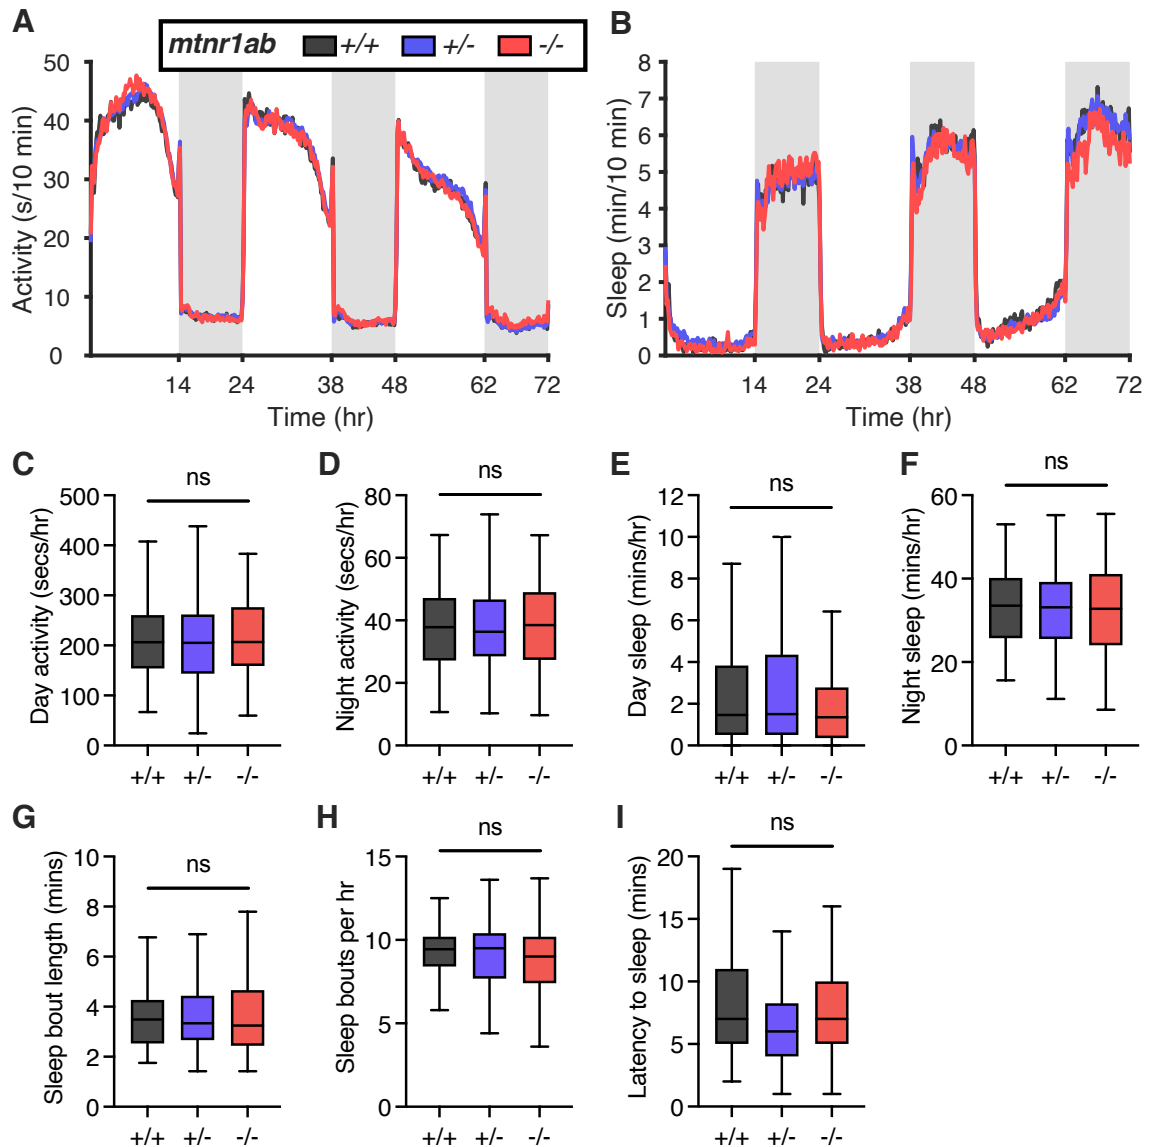 A
mtnr1ab +/+ +/- -/-
B
Activity (s/10 min)
50
40
30
20
10
0
14 24 38 48 62 72
Time (hr)
Sleep (min/10 min)
8
7
6
5
4
3
2
1
0
14 24 38 48 62 72
Time (hr)
C
ns
Day activity (secs/hr)
500
400
300
200
100
0
+/+ +/- -/-
D
ns
Night activity (secs/hr)
80
60
40
20
0
+/+ +/- -/-
E
ns
Day sleep (mins/hr)
12
10
8
6
4
2
0
+/+ +/- -/-
F
ns
Night sleep (mins/hr)
60
40
20
0
+/+ +/- -/-
G
ns
Sleep bout length (mins)
10
8
6
4
2
0
+/+ +/- -/-
H
ns
Sleep bouts per hr
15
10
5
0
+/+ +/- -/-
I
ns
Latency to sleep (mins)
20
15
10
5
0
+/+ +/- -/-